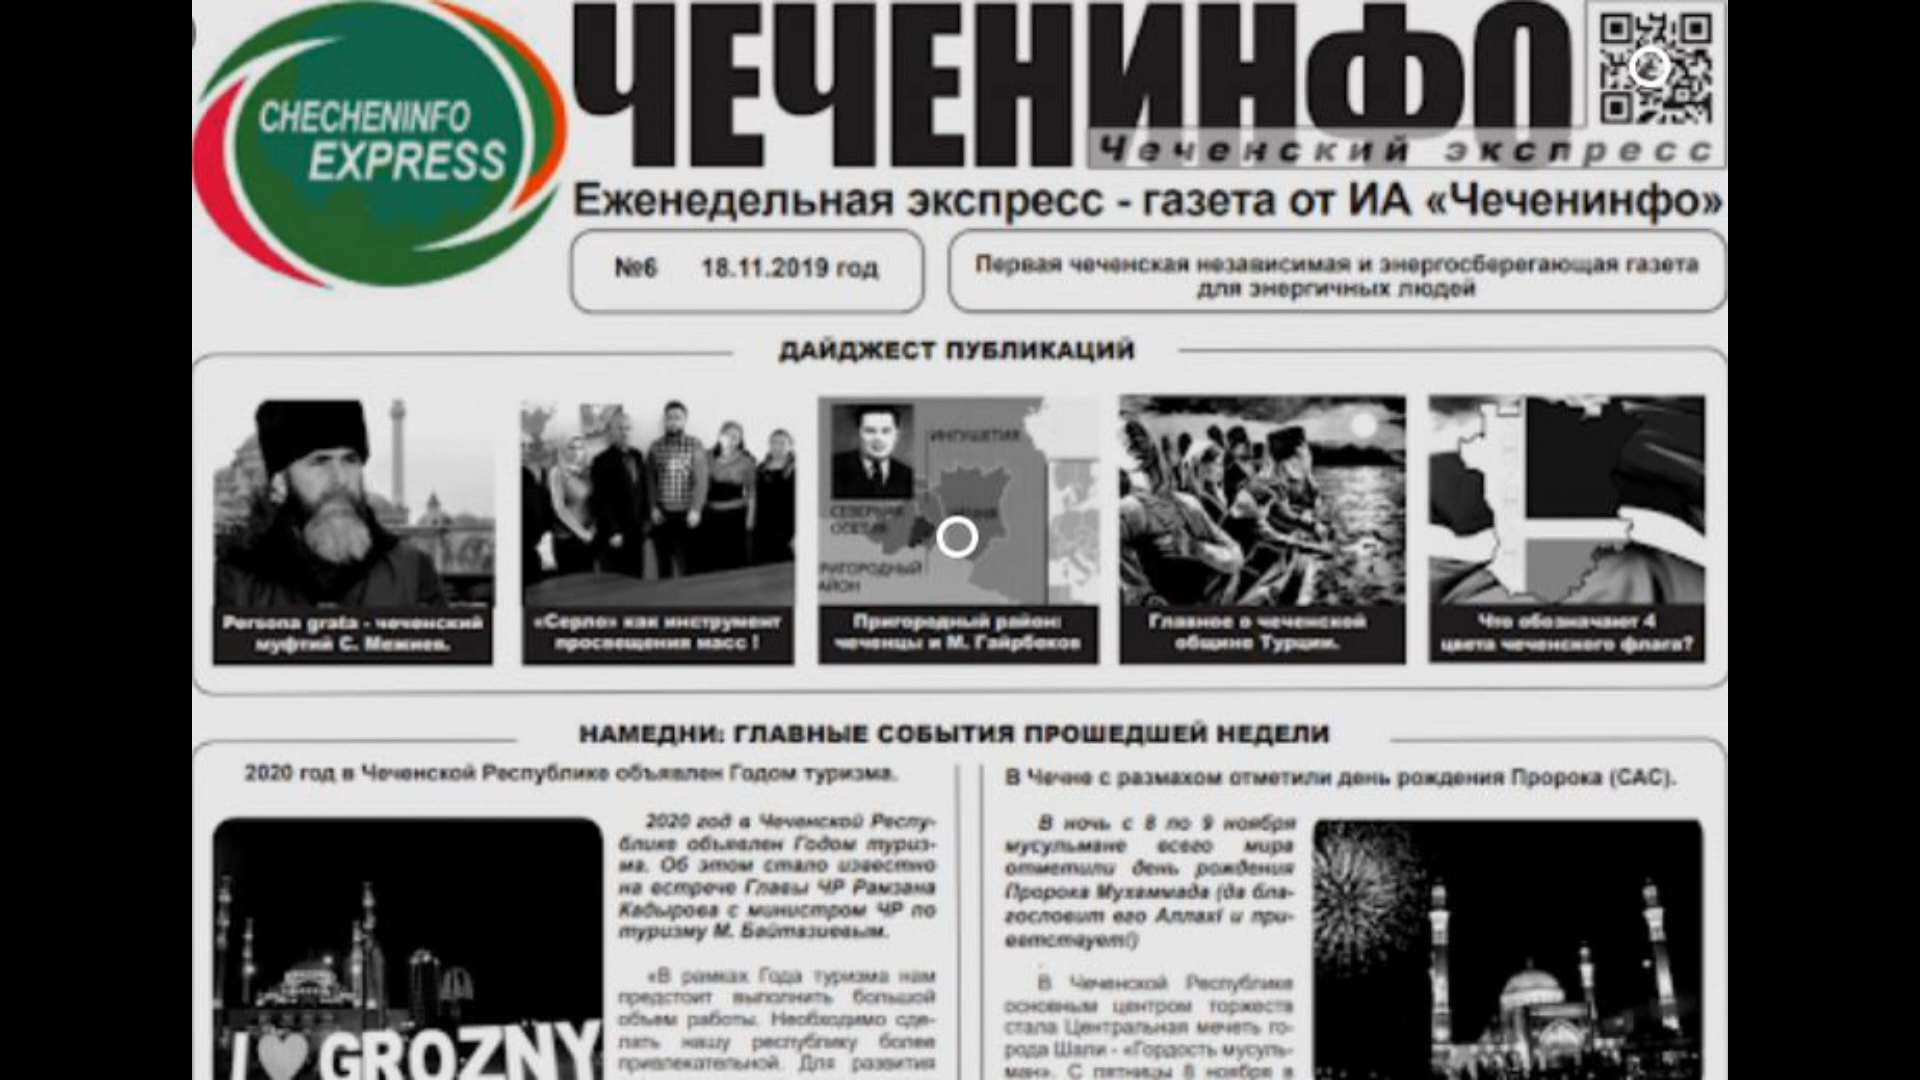 CHECHENINFO
EXPRESS
ЧЕЧЕНИНФО
Чеченский экспресс
Еженедельная экспресс - газета от ИА «Чеченинфо»
№6 18.11.2019 год
Первая чеченская независимая и энергосберегающая газета
для энергичных людей
ДАЙДЖЕСТ ПУБЛИКАЦИЙ
Persona grata - чеченский
муфтий С. Межиев.
«Серло» как инструмент
просвещения масс !
ИНГУШЕТИЯ
СЕВЕРНАЯ
ОСЕТИЯ
РИГОРОДНЫЙ
АЙОН
Пригородный район:
чеченцы и М. Гайрбеков
Главное о чеченской
общине Турции.
Что обозначают 4
цвета чеченского флага?
НАМЕДНИ: ГЛАВНЫЕ СОБЫТИЯ ПРОШЕДШЕЙ НЕДЕЛИ
2020 год в Чеченской Республике объявлен Годом туризма.
2020 год в Чеченской Респу-
блике объявлен Годом туриз-
ма. Об этом стало известно
на встрече Главы ЧР Рамзана
Кадырова с министром ЧР по
туризму М. Байтазиевым.
«В рамках Года туризма нам
предстоит выполнить большой
объем работы. Необходимо сде-
лать нашу республику более
привлекательной. Для развития
I GROZNY
В Чечне с размахом отметили день рождения Пророка (САС).
В ночь с 8 по 9 ноября
мусульмане всего мира
отметили день рождения
Пророка Мухаммада (да бла-
гословит его Аллахl и при-
ветствует!)
В Чеченской Республике
основным центром торжеств
стала Центральная мечеть го-
рода Шали - «Гордость мусуль-
ман». С пятницы 8 ноября в